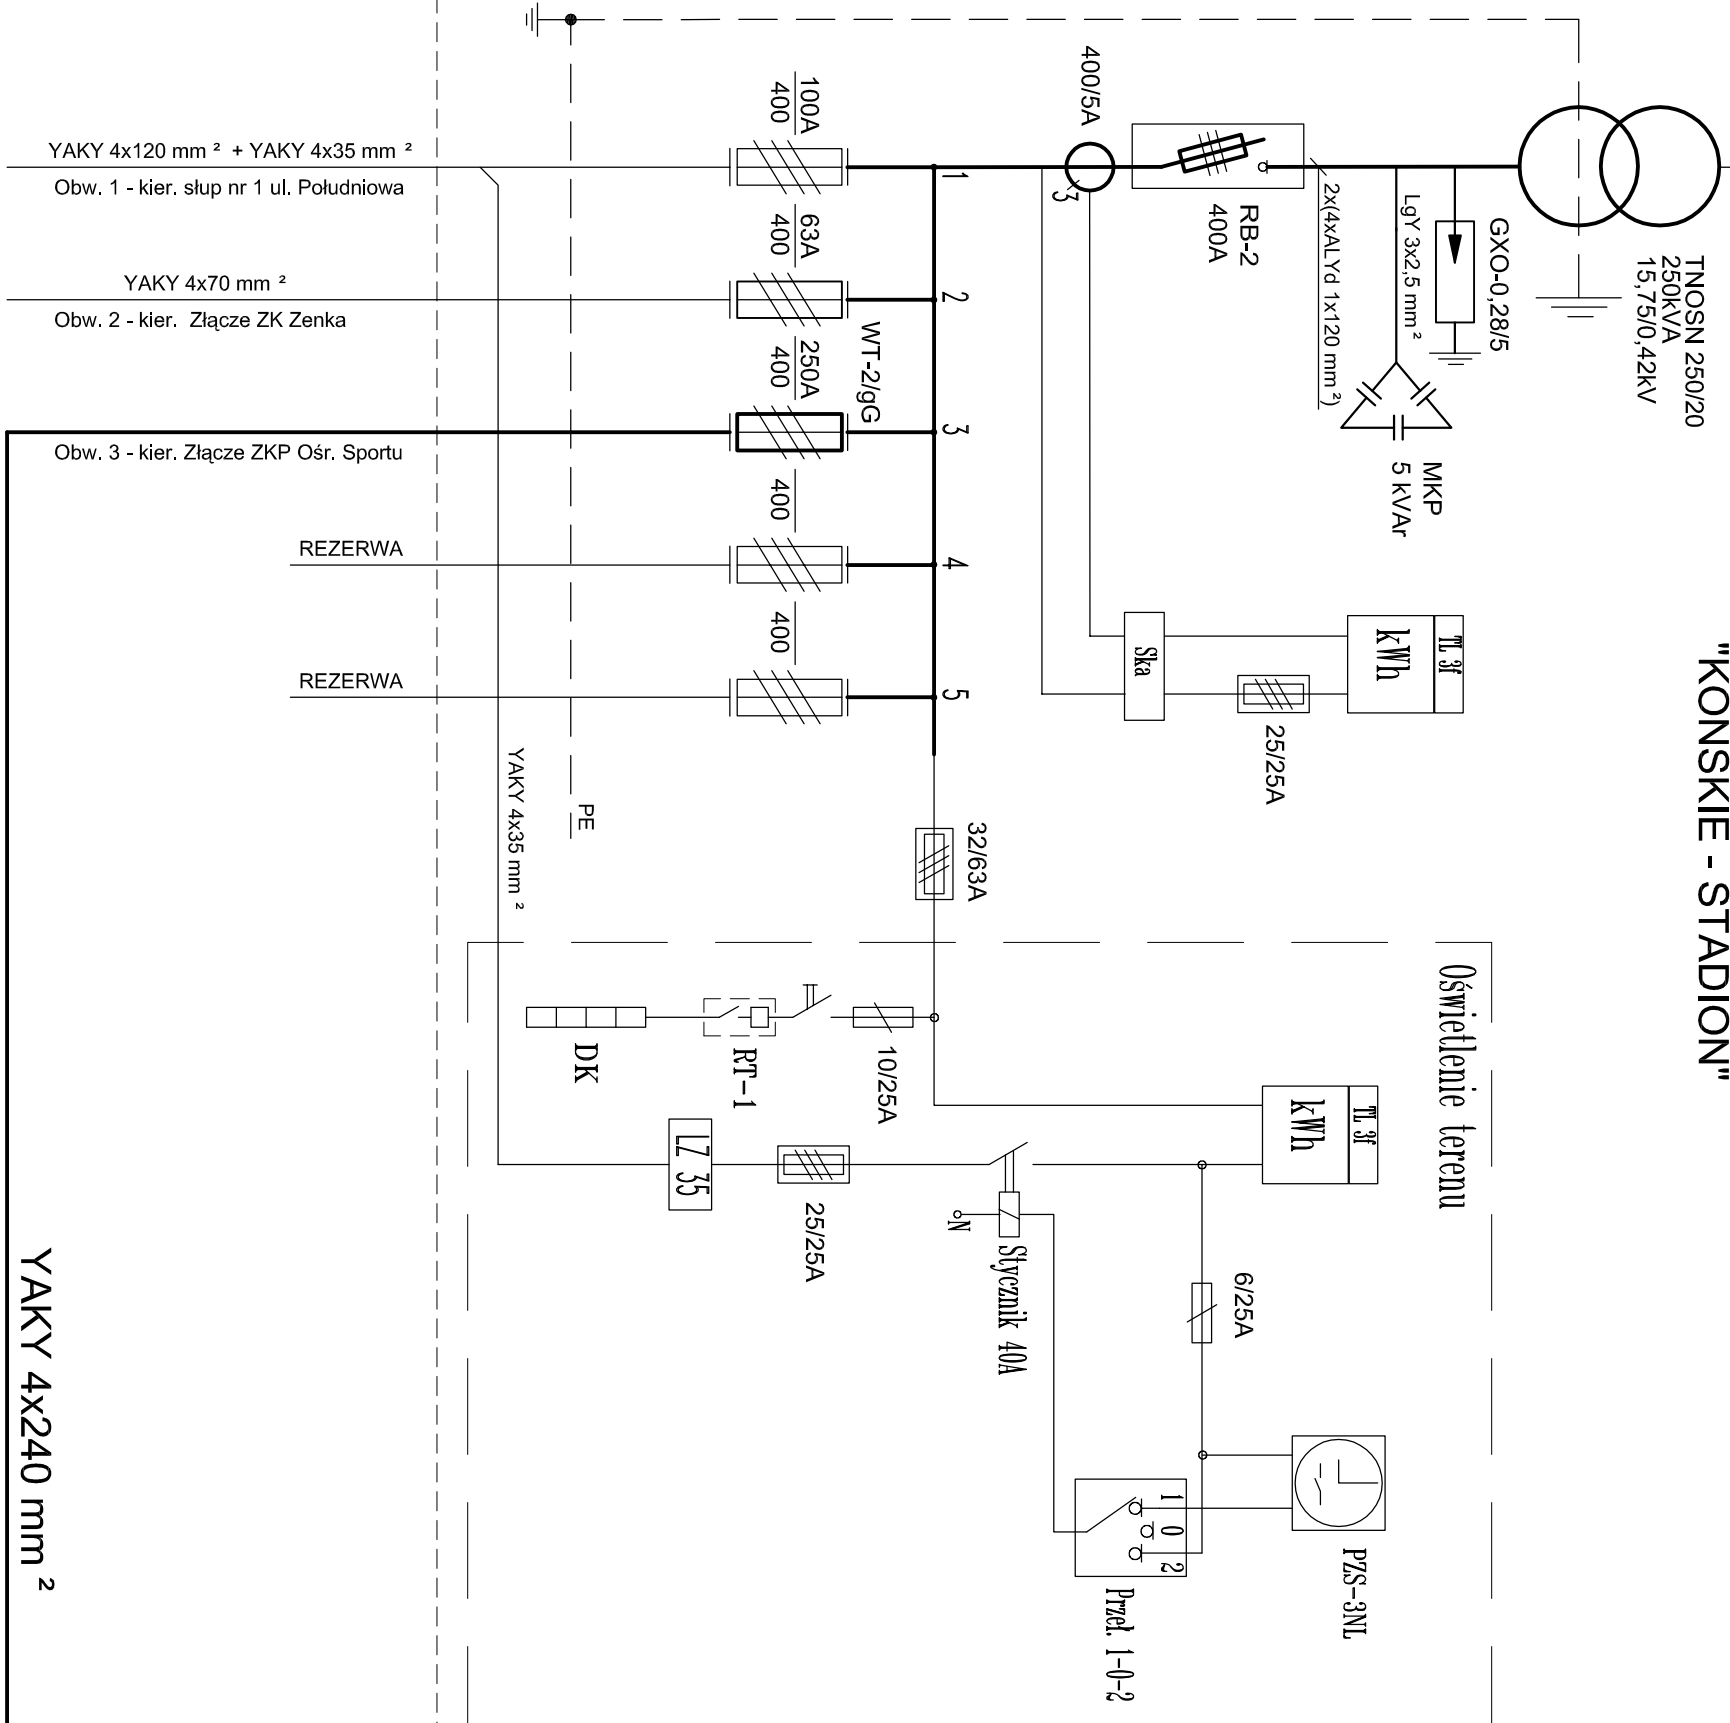 "KONSKIE - STADION"
TNOSN 250/20
250kVA
15,75/0,42kV
GXO-0,28/5
MKP
5 kVAr
LgY 3x2,5 mm ²
2x(4xALYd 1x120 mm ²)
RB-2
400A
400/5A
3
TL 3f
kWh
Ska
25/25A
WT-2/gG
1
100A
400
YAKY 4x120 mm ² + YAKY 4x35 mm ²
Obw. 1 - kier. słup nr 1 ul. Południowa
2
63A
400
YAKY 4x70 mm ²
Obw. 2 - kier. Złącze ZK Zenka
3
250A
400
Obw. 3 - kier. Złącze ZKP Ośr. Sportu
4
400
REZERWA
5
400
REZERWA
PE
YAKY 4x35 mm ²
32/63A
Oświetlenie terenu
TL 3f
kWh
10/25A
RT-1
DK
LZ 35
25/25A
N
Stycznik 40A
6/25A
PZS-3NL
1 0 2
Przeł. 1-0-2
YAKY 4x240 mm ²